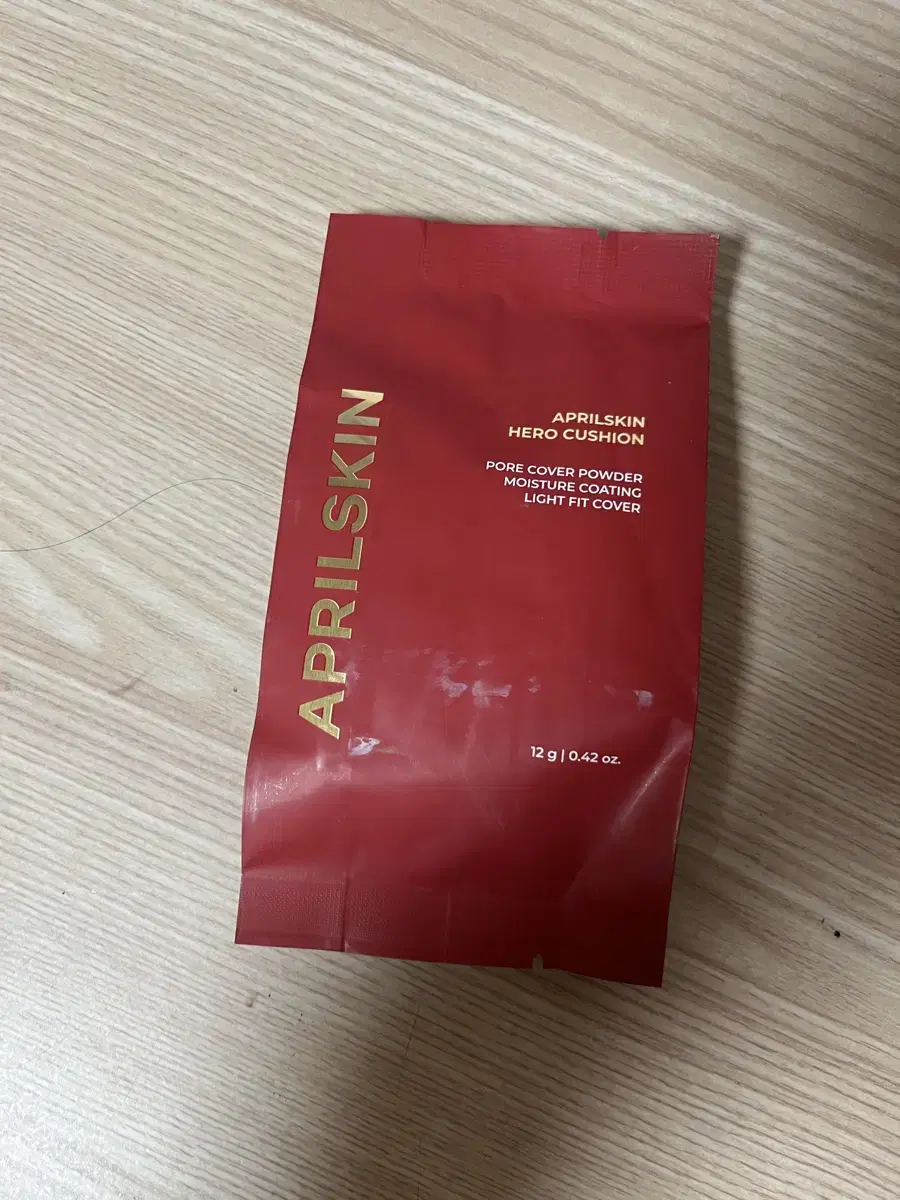 APRILSKIN
APRILSKIN
HERO CUSHION
PORE COVER POWDER
MOISTURE COATING
LIGHT FIT COVER
12 g | 0.42 oz.